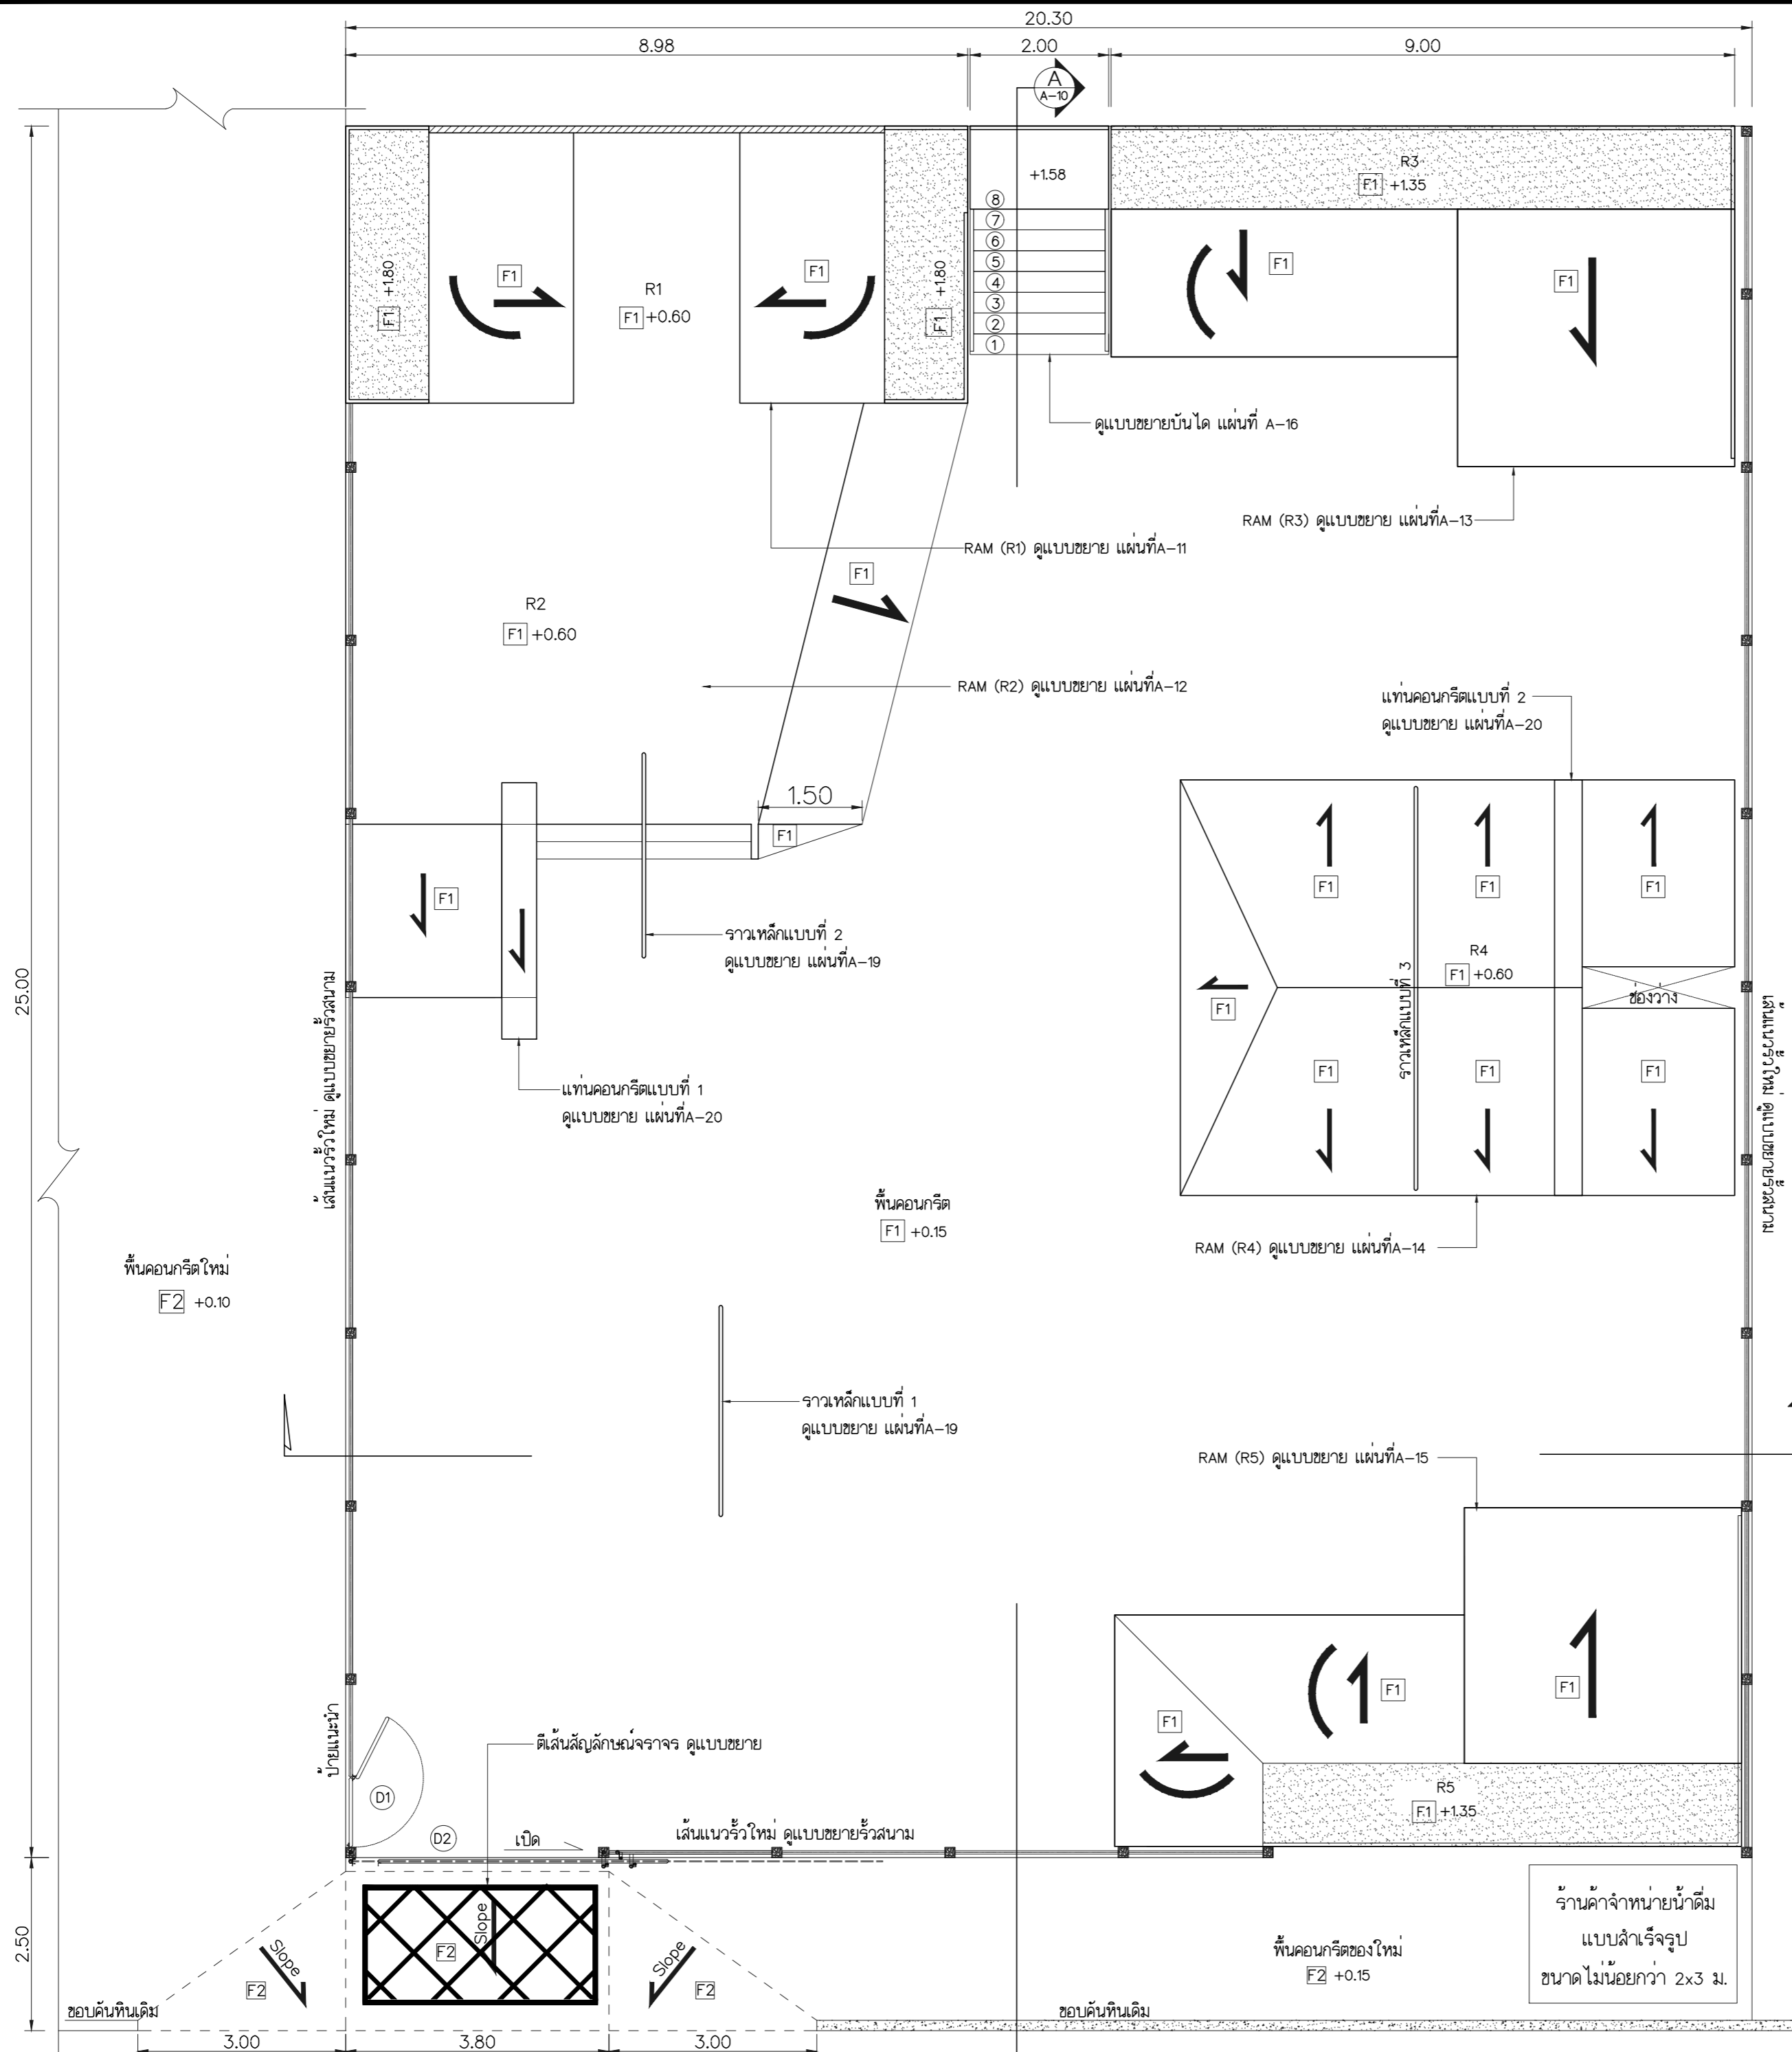 20.30
8.98
2.00
9.00
A
A-10
+1.58
R3
F1 +1.35
8
7
6
5
4
3
2
1
F1 +1.80
F1
R1
F1 +0.60
F1
F1 +1.80
F1
F1
ดูแบบขยายบันได แผ่นที่ A-16
RAM (R3) ดูแบบขยาย แผ่นที่A-13
RAM (R1) ดูแบบขยาย แผ่นที่A-11
F1
R2
F1 +0.60
RAM (R2) ดูแบบขยาย แผ่นที่A-12
แท่นคอนกรีตแบบที่ 2
ดูแบบขยาย แผ่นที่A-20
1.50
F1
F1
ราวเหล็กแบบที่ 2
ดูแบบขยาย แผ่นที่A-19
F1
F1
F1
R4
F1 +0.60
ราวเหล็กแบบที่ 3
ช่องว่าง
F1
F1
F1
F1
25.00
เส้นแนวรั้วใหม่ ดูแบบขยายรั้วสนาม
เส้นแนวรั้วใหม่ ดูแบบขยายรั้วสนาม
แท่นคอนกรีตแบบที่ 1
ดูแบบขยาย แผ่นที่A-20
พื้นคอนกรีต
F1 +0.15
RAM (R4) ดูแบบขยาย แผ่นที่A-14
พื้นคอนกรีตใหม่
F2 +0.10
ราวเหล็กแบบที่ 1
ดูแบบขยาย แผ่นที่A-19
RAM (R5) ดูแบบขยาย แผ่นที่A-15
F1
F1
F1
R5
F1 +1.35
ป้ายแนะนำ
ตีเส้นสัญลักษณ์จราจร ดูแบบขยาย
D1
D2
เปิด
เส้นแนวรั้วใหม่ ดูแบบขยายรั้วสนาม
2.50
Slope
F2
Slope
F2
Slope
F2
พื้นคอนกรีตของใหม่
F2 +0.15
ร้านค้าจำหน่ายน้ำดื่ม
แบบสำเร็จรูป
ขนาดไม่น้อยกว่า 2x3 ม.
ขอบคันหินเดิม
ขอบคันหินเดิม
3.00
3.80
3.00